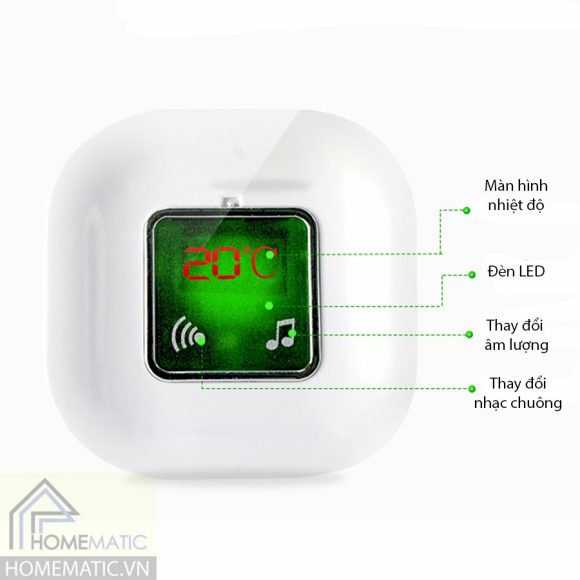 Màn hình
nhiệt độ
20°C
Đèn LED
Thay đổi
âm lượng
Thay đổi
nhạc chuông
HOMEMATIC
HOMEMATIC.VN